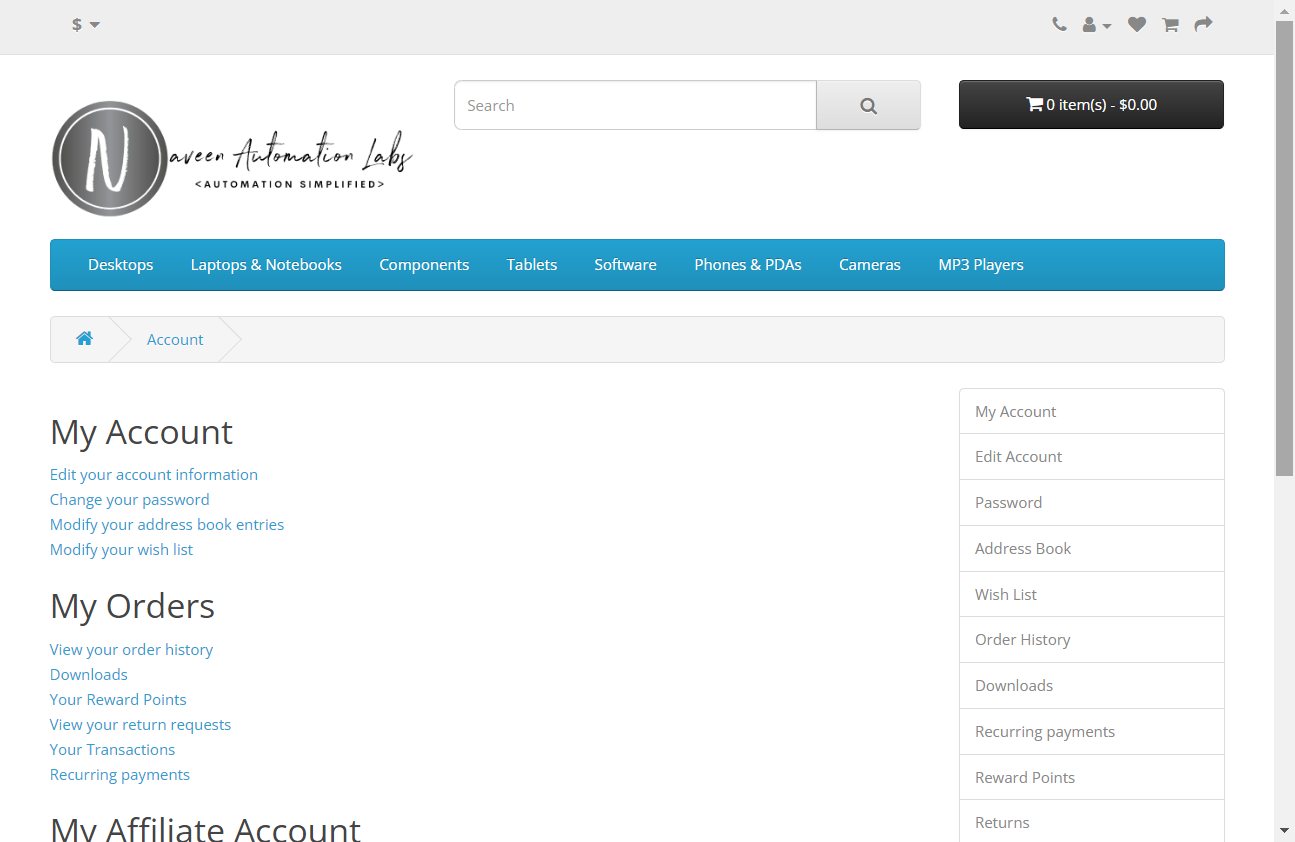 $
Search
0 item(s) - $0.00
N
aveen Automation Labs
<AUTOMATION SIMPLIFIED>
Desktops Laptops & Notebooks Components Tablets Software Phones & PDAs Cameras MP3 Players
Account
My Account
Edit your account information
Change your password
Modify your address book entries
Modify your wish list
My Orders
View your order history
Downloads
Your Reward Points
View your return requests
Your Transactions
Recurring payments
My Affiliate Account
My Account
Edit Account
Password
Address Book
Wish List
Order History
Downloads
Recurring payments
Reward Points
Returns